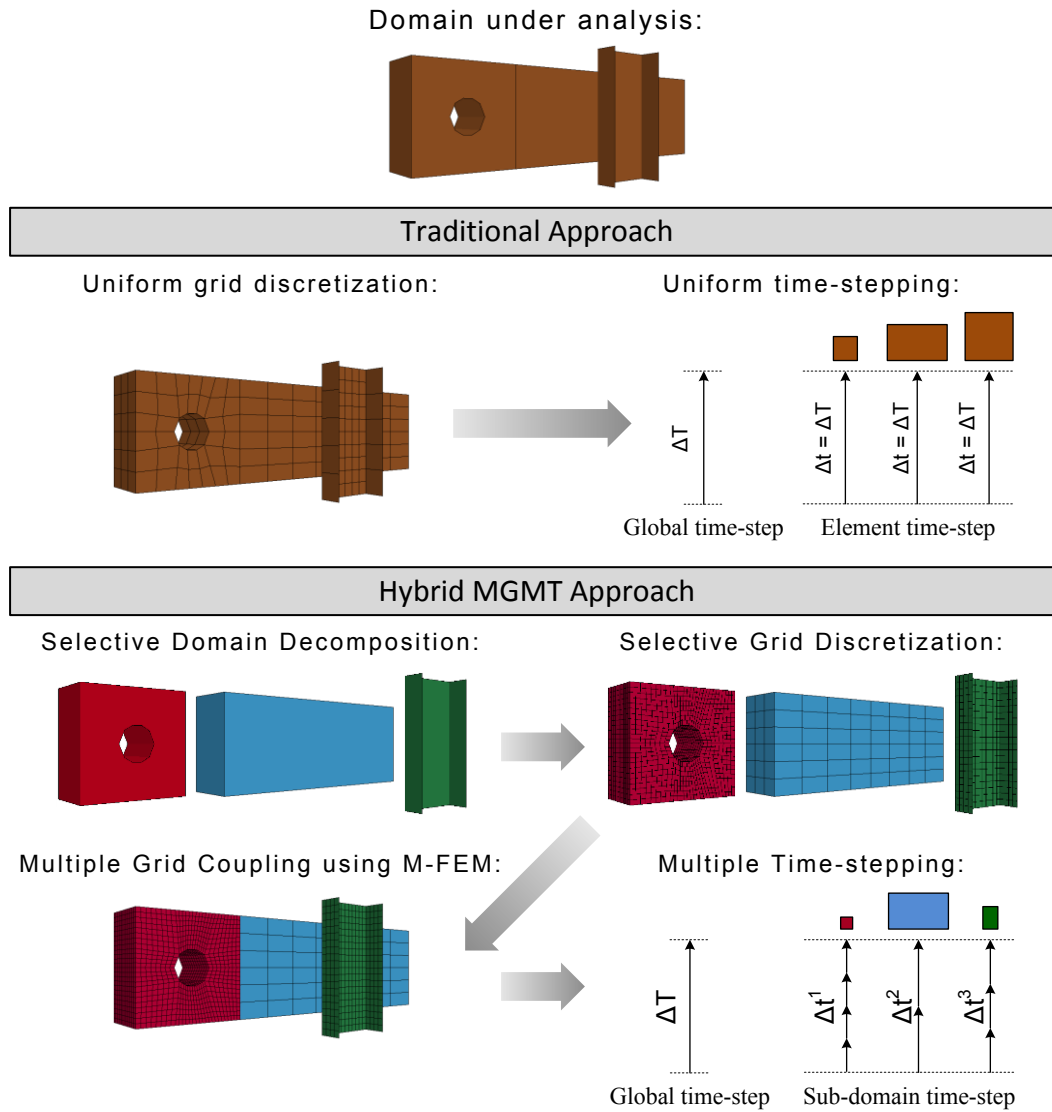 Domain under analysis:
Traditional Approach
Uniform grid discretization:
Uniform time-stepping:
ΔT
Δt = ΔT
Δt = ΔT
Δt = ΔT
Global time-step
Element time-step
Hybrid MGMT Approach
Selective Domain Decomposition:
Selective Grid Discretization:
Multiple Grid Coupling using M-FEM:
Multiple Time-stepping:
ΔT
Δt¹
Δt²
Δt³
Global time-step
Sub-domain time-step